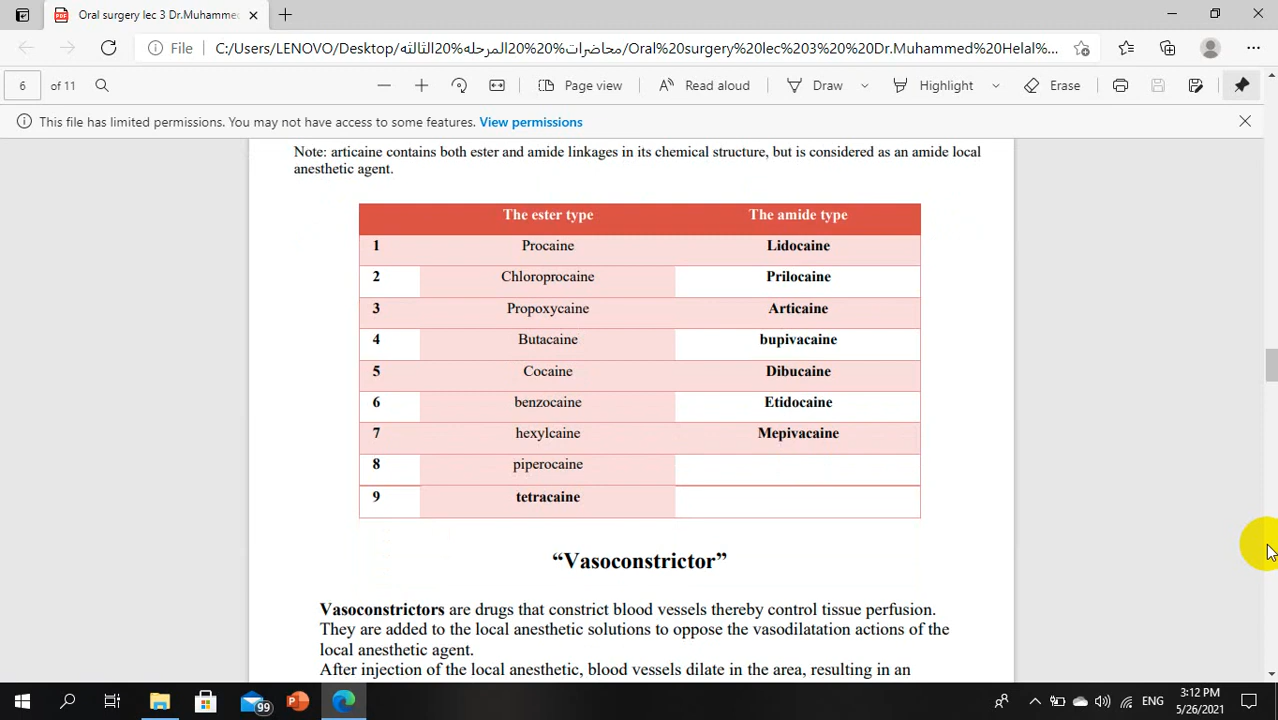 Oral surgery lec 3 Dr.Muhamme
File
C:/Users/LENOVO/Desktop/محاضرات%20%20المرحله%20الثالثه/Oral%20surgery%20lec%203%20%20Dr.Muhammed%20Helal%...
6
of 11
Page view
Read aloud
Draw
Highlight
Erase
This file has limited permissions. You may not have access to some features. View permissions
Note: articaine contains both ester and amide linkages in its chemical structure, but is considered as an amide local
anesthetic agent.
The ester type The amide type
1 Procaine Lidocaine
2 Chloroprocaine Prilocaine
3 Propoxycaine Articaine
4 Butacaine bupivacaine
5 Cocaine Dibucaine
6 benzocaine Etidocaine
7 hexylcaine Mepivacaine
8 piperocaine
9 tetracaine
“Vasoconstrictor”
Vasoconstrictors are drugs that constrict blood vessels thereby control tissue perfusion.
They are added to the local anesthetic solutions to oppose the vasodilatation actions of the
local anesthetic agent.
After injection of the local anesthetic, blood vessels dilate in the area, resulting in an
99
ENG
3:12 PM
5/26/2021